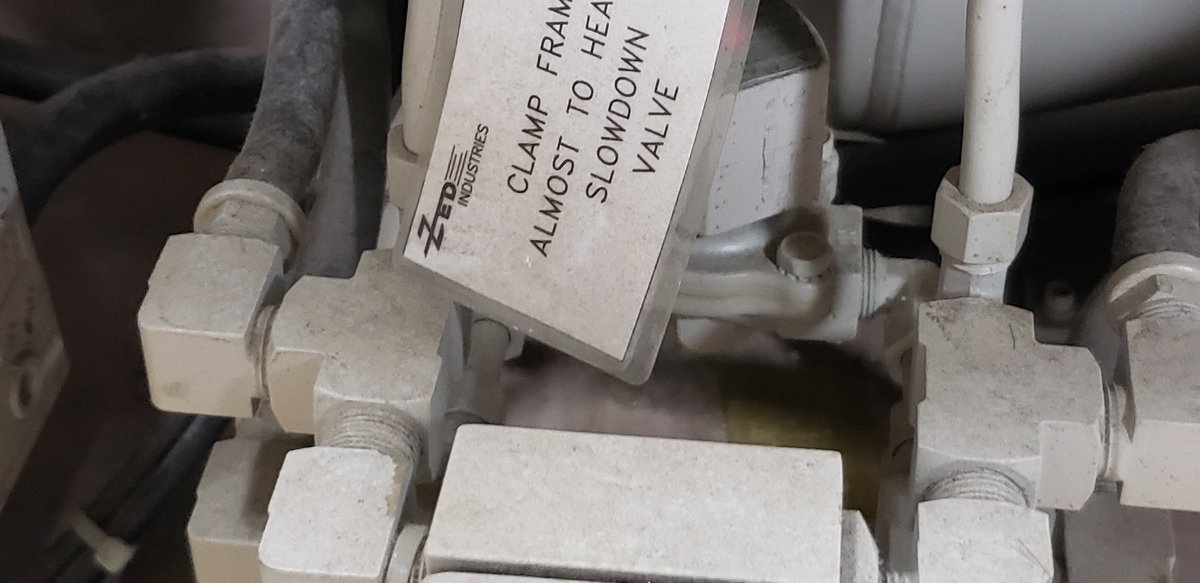 CLAMP FRAM
ALMOST TO HEA
SLOWDOWN
VALVE
ZED
INDUSTRIES